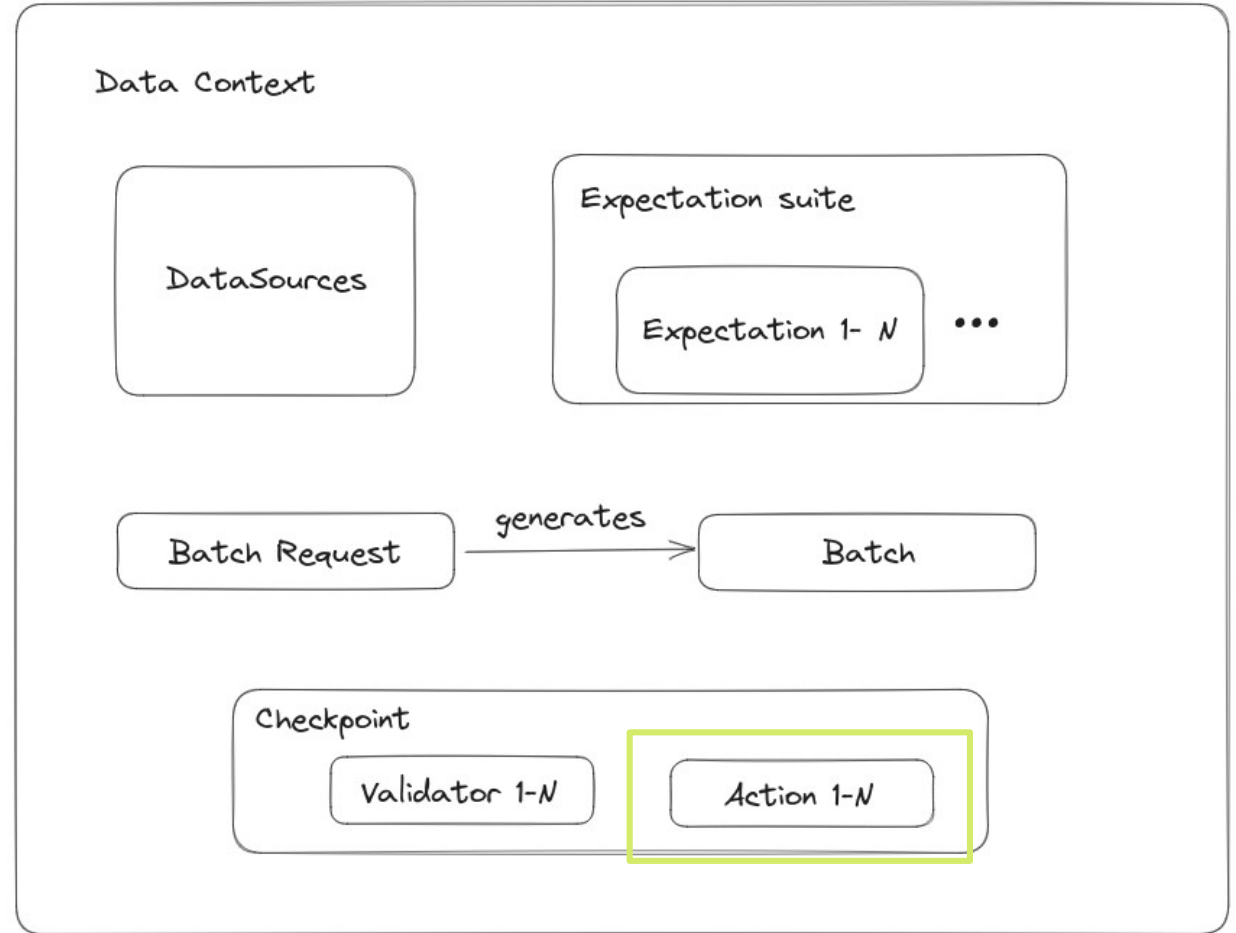 Data Context
DataSources
Expectation suite
Expectation 1- N
...
Batch Request
generates
Batch
Checkpoint
Validator 1-N
Action 1-N